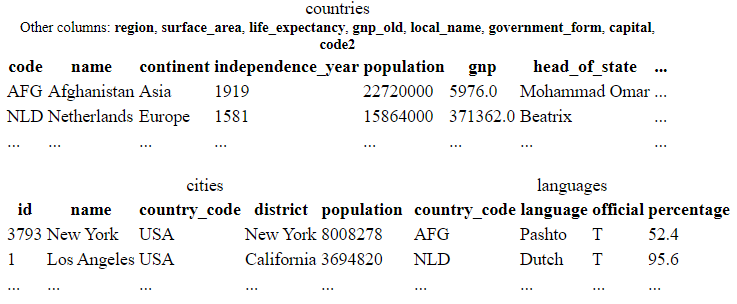 countries
Other columns: region, surface_area, life_expectancy, gnp_old, local_name, government_form, capital,
code2
code name continent independence_year population gnp head_of_state ...
AFG Afghanistan Asia 1919 22720000 5976.0 Mohammad Omar ...
NLD Netherlands Europe 1581 15864000 371362.0 Beatrix ...
... ... ... ... ... ... ... ...
cities
id name country_code district population
3793 New York USA New York 8008278
1 Los Angeles USA California 3694820
... ... ... ... ...
languages
country_code language official percentage
AFG Pashto T 52.4
NLD Dutch T 95.6
... ... ... ...